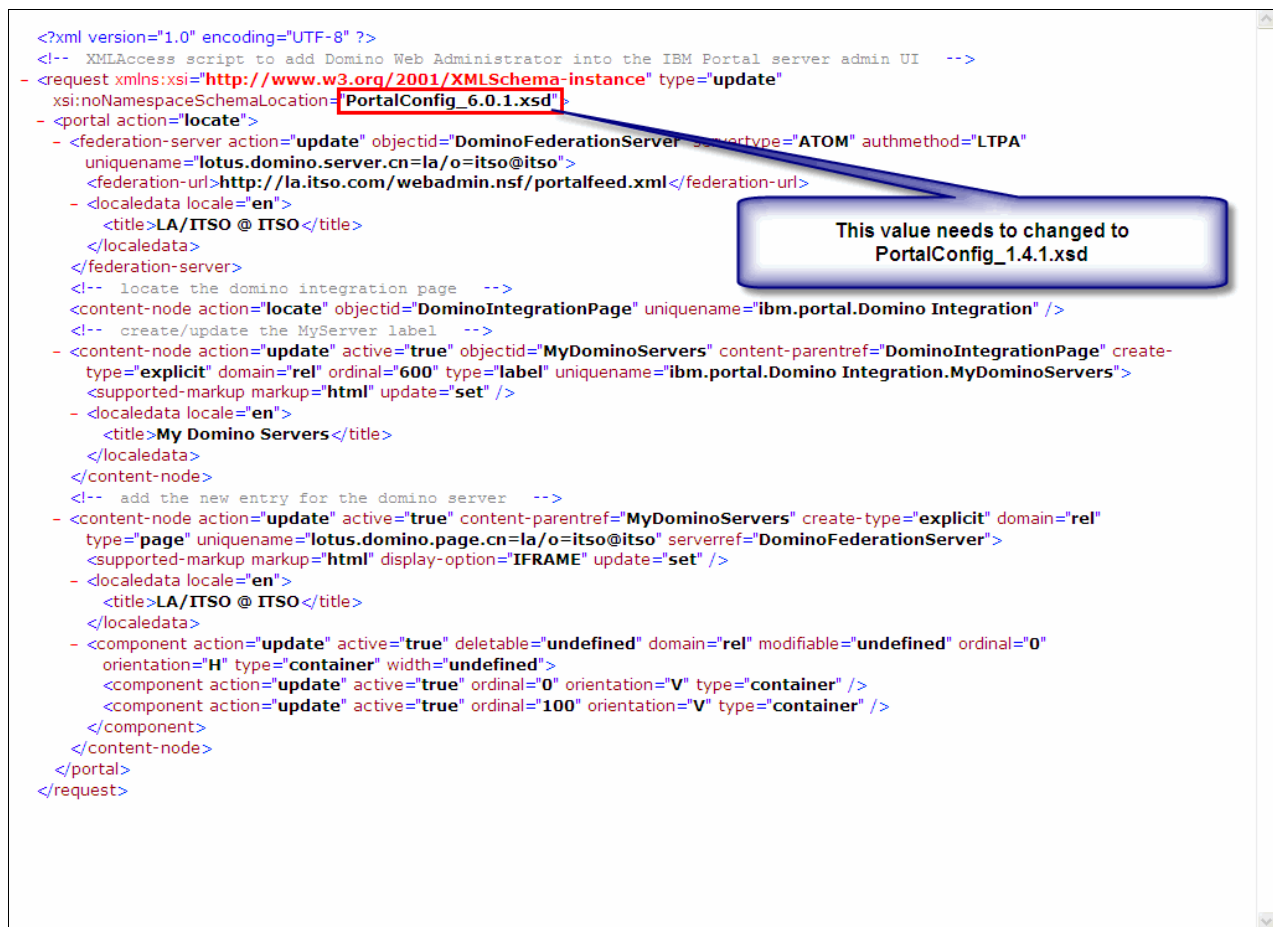 <?xml version="1.0" encoding="UTF-8" ?>
<!-- XMLAccess script to add Domino Web Administrator into the IBM Portal server admin UI -->
- <request xmlns:xsi="http://www.w3.org/2001/XMLSchema-instance" type="update"
xsi:noNamespaceSchemaLocation="PortalConfig_6.0.1.xsd">
- <portal action="locate">
- <federation-server action="update" objectid="DominoFederationServer" servertype="ATOM" authmethod="LTPA"
uniquename="lotus.domino.server.cn=la/o=itso@itso">
<federation-url>http://la.itso.com/webadmin.nsf/portalfeed.xml</federation-url>
- <localedata locale="en">
<title>LA/ITSO @ ITSO</title>
</localedata>
</federation-server>
This value needs to changed to
PortalConfig_1.4.1.xsd
<!-- locate the domino integration page -->
<content-node action="locate" objectid="DominoIntegrationPage" uniquename="ibm.portal.Domino Integration" />
<!-- create/update the MyServer label -->
- <content-node action="update" active="true" objectid="MyDominoServers" content-parentref="DominoIntegrationPage" create-
type="explicit" domain="rel" ordinal="600" type="label" uniquename="ibm.portal.Domino Integration.MyDominoServers">
<supported-markup markup="html" update="set" />
- <localedata locale="en">
<title>My Domino Servers</title>
</localedata>
</content-node>
<!-- add the new entry for the domino server -->
- <content-node action="update" active="true" content-parentref="MyDominoServers" create-type="explicit" domain="rel"
type="page" uniquename="lotus.domino.page.cn=la/o=itso@itso" serverref="DominoFederationServer">
<supported-markup markup="html" display-option="IFRAME" update="set" />
- <localedata locale="en">
<title>LA/ITSO @ ITSO</title>
</localedata>
- <component action="update" active="true" deletable="undefined" domain="rel" modifiable="undefined" ordinal="0"
orientation="H" type="container" width="undefined">
<component action="update" active="true" ordinal="0" orientation="V" type="container" />
<component action="update" active="true" ordinal="100" orientation="V" type="container" />
</component>
</content-node>
</portal>
</request>